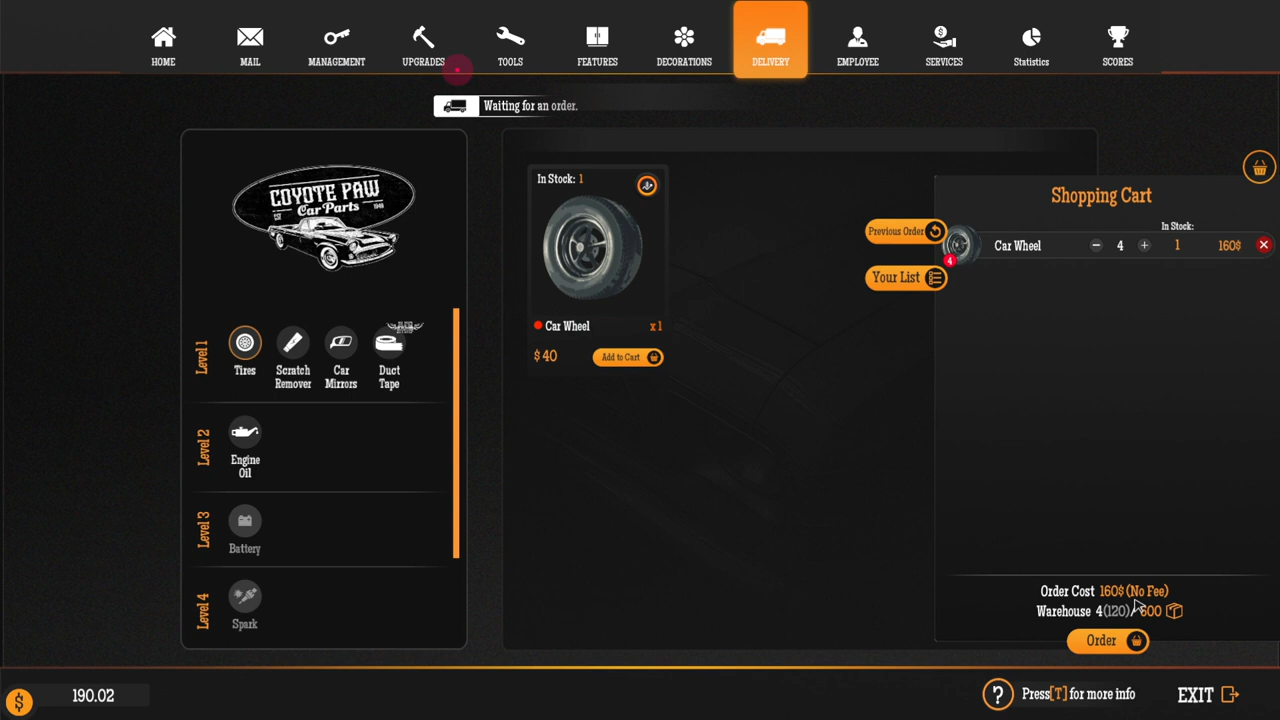 HOME
MAIL
MANAGEMENT
UPGRADES
TOOLS
FEATURES
DECORATIONS
DELIVERY
EMPLOYEE
SERVICES
Statistics
SCORES
Waiting for an order.
COYOTE PAW
Car Parts
Level 1
Tires
Scratch
Remover
Car
Mirrors
Duct
Tape
Level 2
Engine
Oil
Level 3
Battery
Level 4
Spark
In Stock: 1
Car Wheel x1
$40
Add to Cart
Previous Order
Your List
Shopping Cart
In Stock:
Car Wheel − 4 + 1 160$
4
Order Cost 160$ (No Fee)
Warehouse 4(120)/600
Order
$ 190.02
? Press[T] for more info
EXIT